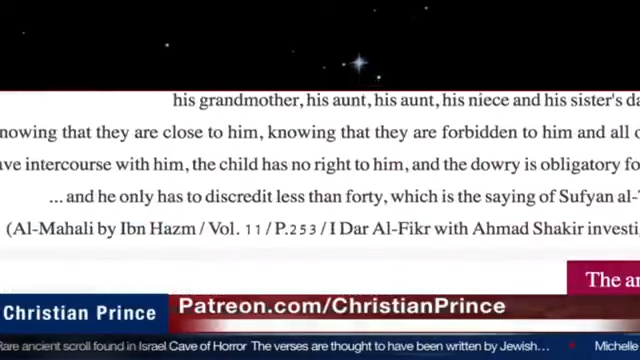 his grandmother, his aunt, his aunt, his niece and his sister's
nowing that they are close to him, knowing that they are forbidden to him and all
ave intercourse with him, the child has no right to him, and the dowry is obligatory
... and he only has to discredit less than forty, which is the saying of Sufyan al-
(Al-Mahali by Ibn Hazm / Vol. 11 / P.253 / I Dar Al-Fikr with Ahmad Shakir investi
The
Christian Prince
Patreon.com/ChristianPrince
Rare ancient scroll found in Israel Cave of Horror The verses are thought to have been written by Jewish...
Michelle